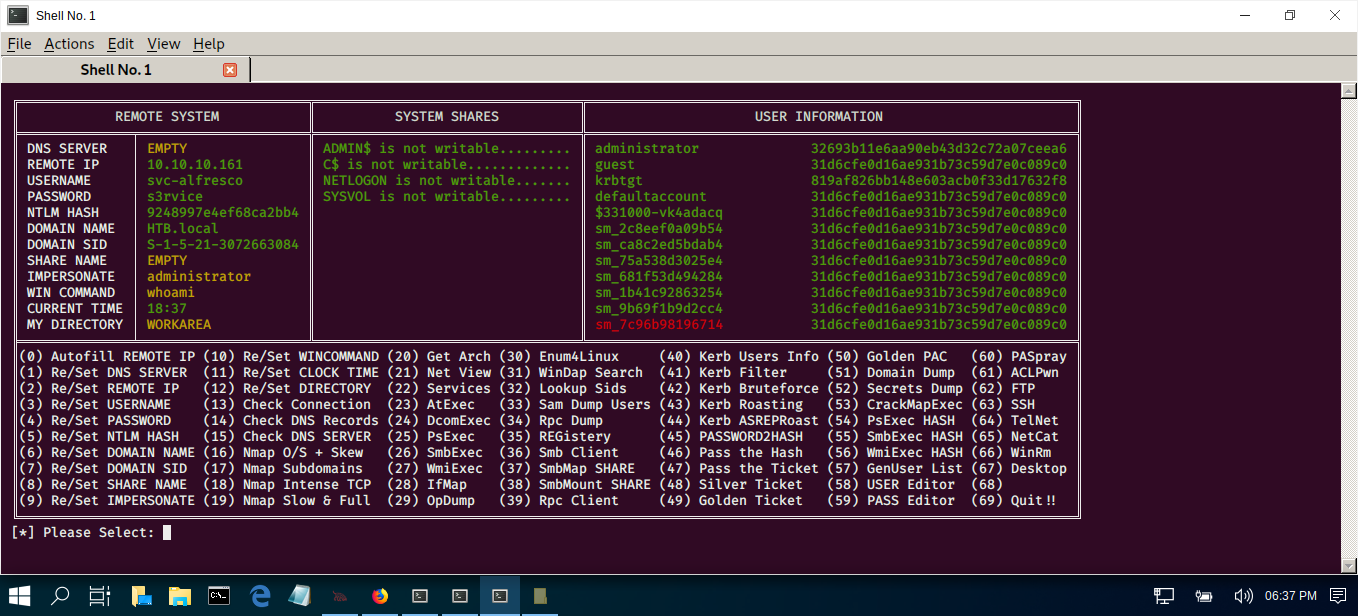 Shell No. 1
File Actions Edit View Help
Shell No. 1
REMOTE SYSTEM SYSTEM SHARES USER INFORMATION
DNS SERVER EMPTY ADMIN$ is not writable......... administrator 32693b11e6aa90eb43d32c72a07ceea6
REMOTE IP 10.10.10.161 C$ is not writable............. guest 31d6cfe0d16ae931b73c59d7e0c089c0
USERNAME svc-alfresco NETLOGON is not writable....... krbtgt 819af826bb148e603acb0f33d17632f8
PASSWORD s3rvice SYSVOL is not writable......... defaultaccount 31d6cfe0d16ae931b73c59d7e0c089c0
NTLM HASH 9248997e4ef68ca2bb4 $331000-vk4adacq 31d6cfe0d16ae931b73c59d7e0c089c0
DOMAIN NAME HTB.local sm_2c8eef0a09b54 31d6cfe0d16ae931b73c59d7e0c089c0
DOMAIN SID S-1-5-21-3072663084 sm_ca8c2ed5bdab4 31d6cfe0d16ae931b73c59d7e0c089c0
SHARE NAME EMPTY sm_75a538d3025e4 31d6cfe0d16ae931b73c59d7e0c089c0
IMPERSONATE administrator sm_681f53d494284 31d6cfe0d16ae931b73c59d7e0c089c0
WIN COMMAND whoami sm_1b41c92863254 31d6cfe0d16ae931b73c59d7e0c089c0
CURRENT TIME 18:37 sm_9b69f1b9d2cc4 31d6cfe0d16ae931b73c59d7e0c089c0
MY DIRECTORY WORKAREA sm_7c96b98196714 31d6cfe0d16ae931b73c59d7e0c089c0
(0) Autofill REMOTE IP (10) Re/Set WINCOMMAND (20) Get Arch (30) Enum4Linux (40) Kerb Users Info (50) Golden PAC (60) PASpray
(1) Re/Set DNS SERVER (11) Re/Set CLOCK TIME (21) Net View (31) WinDap Search (41) Kerb Filter (51) Domain Dump (61) ACLPwn
(2) Re/Set REMOTE IP (12) Re/Set DIRECTORY (22) Services (32) Lookup Sids (42) Kerb Bruteforce (52) Secrets Dump (62) FTP
(3) Re/Set USERNAME (13) Check Connection (23) AtExec (33) Sam Dump Users (43) Kerb Roasting (53) CrackMapExec (63) SSH
(4) Re/Set PASSWORD (14) Check DNS Records (24) DcomExec (34) Rpc Dump (44) Kerb ASREPRoast (54) PsExec HASH (64) TelNet
(5) Re/Set NTLM HASH (15) Check DNS SERVER (25) PsExec (35) REGistery (45) PASSWORD2HASH (55) SmbExec HASH (65) NetCat
(6) Re/Set DOMAIN NAME (16) Nmap O/S + Skew (26) SmbExec (36) Smb Client (46) Pass the Hash (56) WmiExec HASH (66) WinRm
(7) Re/Set DOMAIN SID (17) Nmap Subdomains (27) WmiExec (37) SmbMap SHARE (47) Pass the Ticket (57) GenUser List (67) Desktop
(8) Re/Set SHARE NAME (18) Nmap Intense TCP (28) IfMap (38) SmbMount SHARE (48) Silver Ticket (58) USER Editor (68)
(9) Re/Set IMPERSONATE (19) Nmap Slow & Full (29) OpDump (39) Rpc Client (49) Golden Ticket (59) PASS Editor (69) Quit!!
[*] Please Select:
06:37 PM